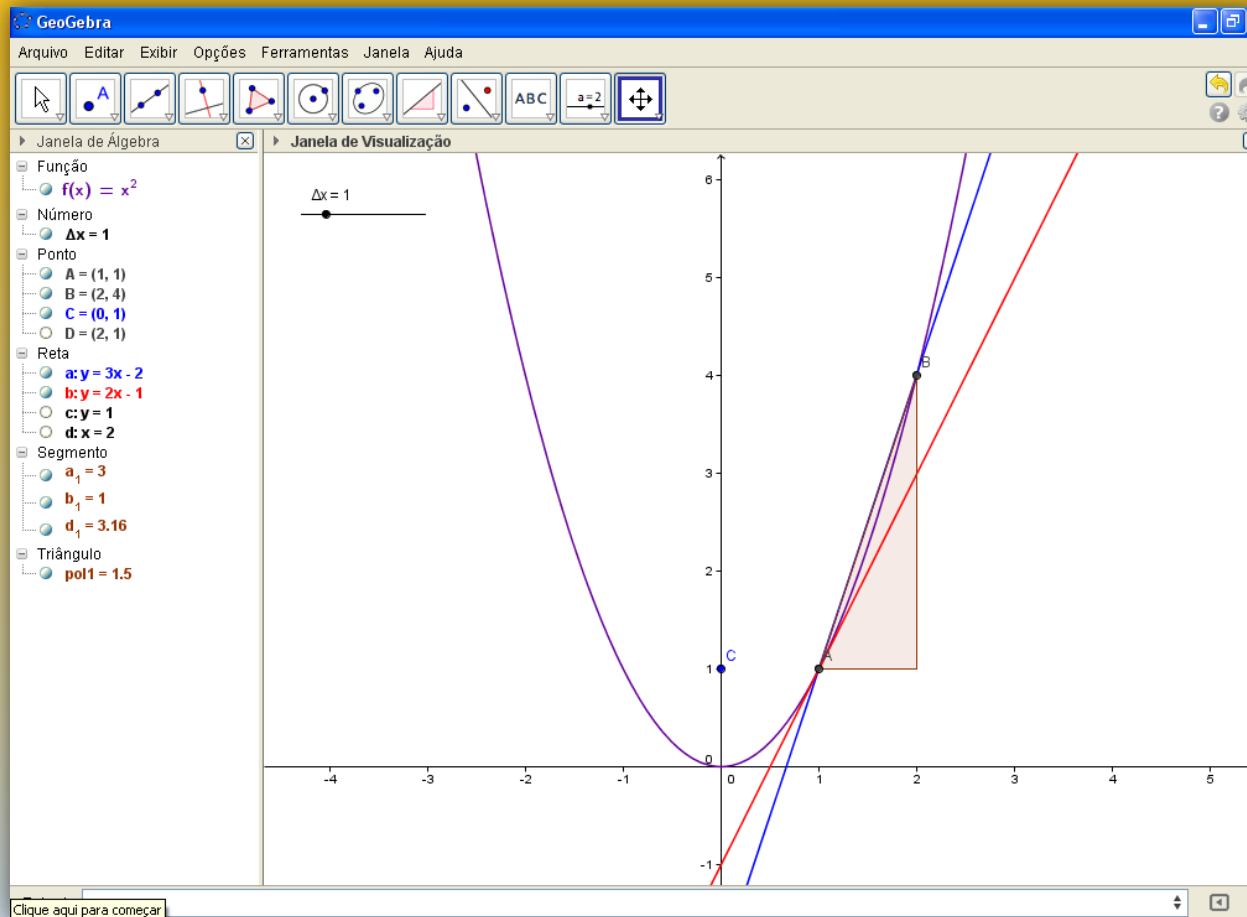 GeoGebra
Arquivo Editar Exibir Opções Ferramentas Janela Ajuda
A ABC a=2
Janela de Álgebra
Janela de Visualização
Função
f(x) = x²
Número
Δx = 1
Ponto
A = (1, 1)
B = (2, 4)
C = (0, 1)
D = (2, 1)
Reta
a: y = 3x - 2
b: y = 2x - 1
c: y = 1
d: x = 2
Segmento
a₁ = 3
b₁ = 1
d₁ = 3.16
Triângulo
pol1 = 1.5
Δx = 1
6
5
B
4
3
2
C
A
1
0
-4 -3 -2 -1 0 1 2 3 4 5
-1
Clique aqui para começar